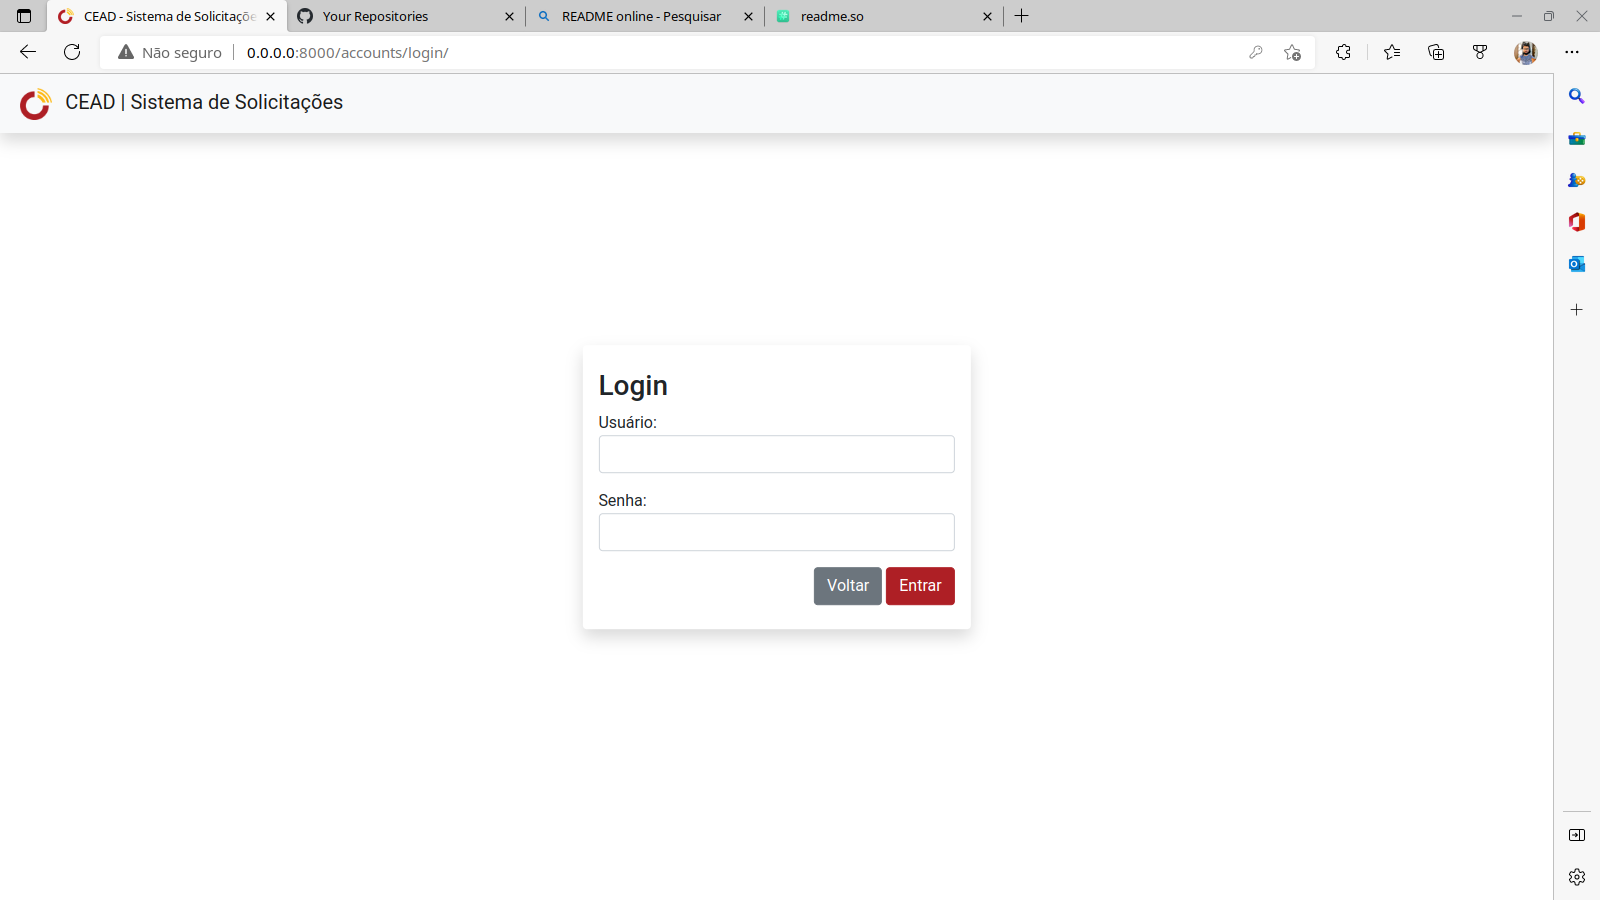 CEAD - Sistema de Solicitaçõe
Your Repositories
README online - Pesquisar
readme.so
Não seguro
0.0.0.0:8000/accounts/login/
CEAD | Sistema de Solicitações
Login
Usuário:
Senha:
Voltar Entrar